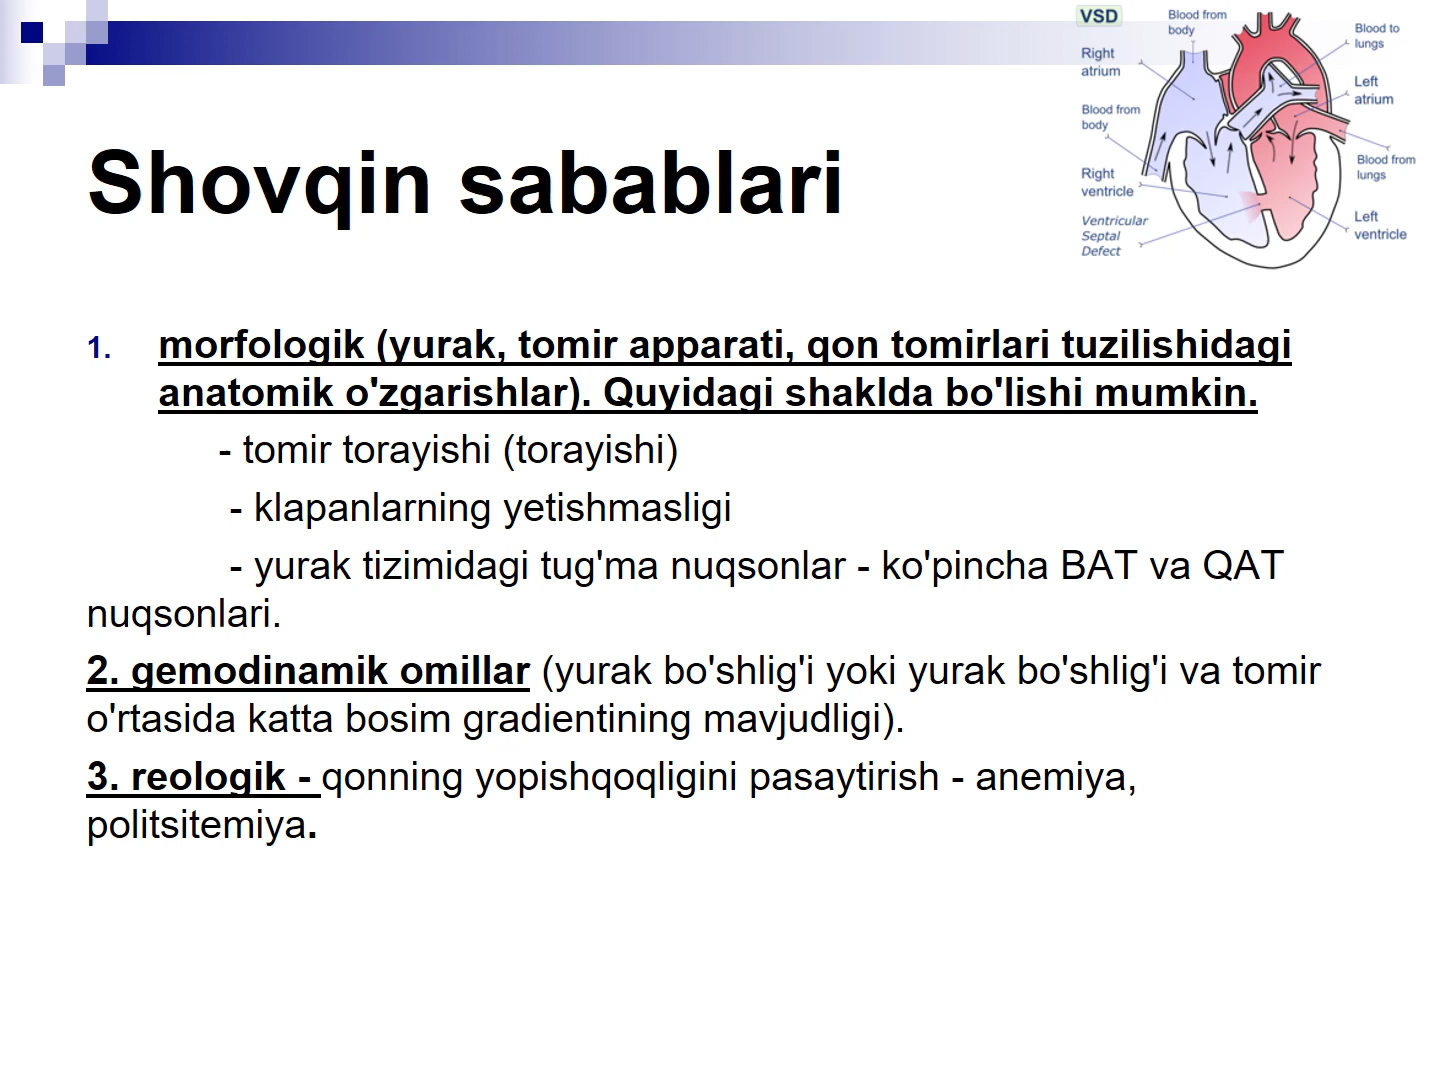 VSD
Blood from
body
Right
atrium
Blood from
body
Right
ventricle
Ventricular
Septal
Defect
Blood to
lungs
Left
atrium
Blood from
lungs
Left
ventricle
Shovqin sabablari
1. morfologik (yurak, tomir apparati, qon tomirlari tuzilishidagi
anatomik o'zgarishlar). Quyidagi shaklda bo'lishi mumkin.
- tomir torayishi (torayishi)
- klapanlarning yetishmasligi
- yurak tizimidagi tug'ma nuqsonlar - ko'pincha BAT va QAT
nuqsonlari.
2. gemodinamik omillar (yurak bo'shlig'i yoki yurak bo'shlig'i va tomir
o'rtasida katta bosim gradientining mavjudligi).
3. reologik - qonning yopishqoqligini pasaytirish - anemiya,
politsitemiya.